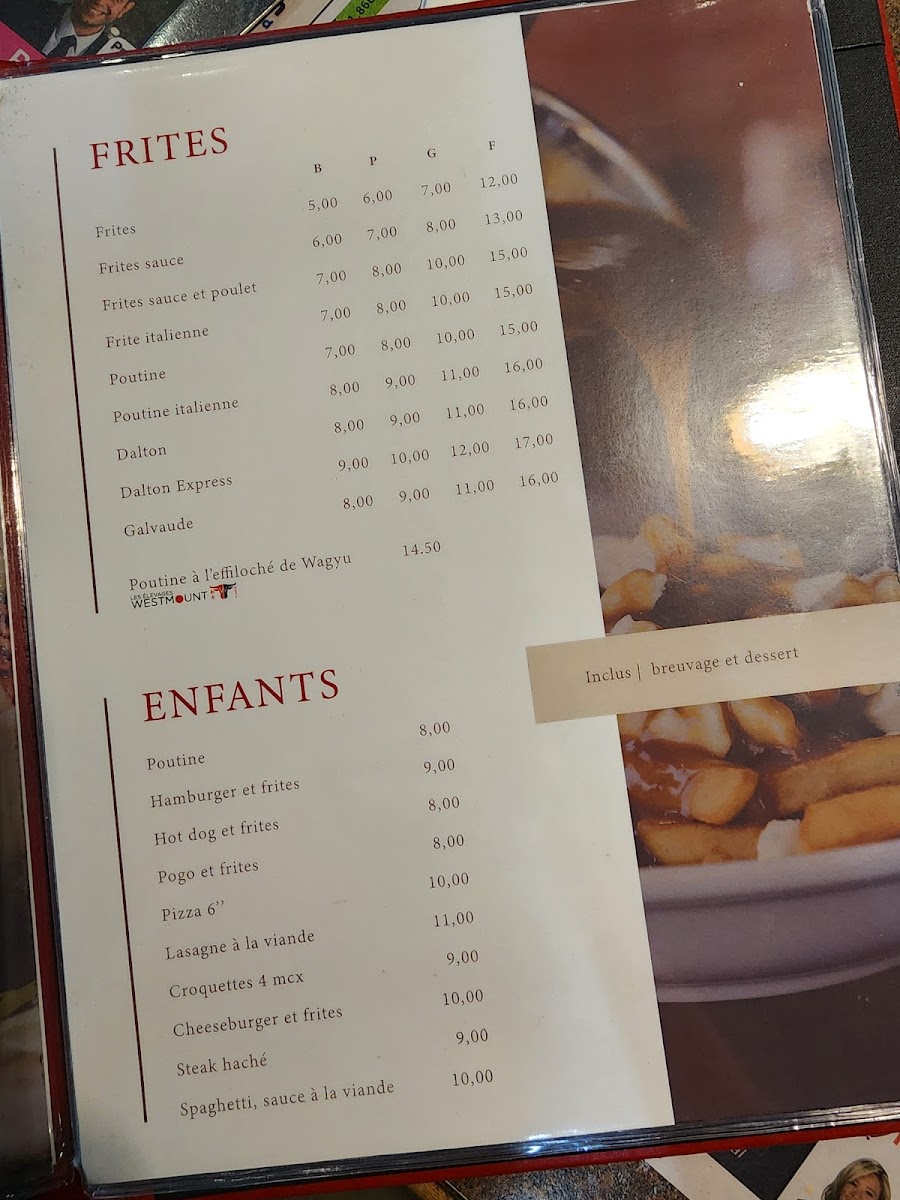 FRITES
B P G F
Frites 5,00 6,00 7,00 12,00
Frites sauce 6,00 7,00 8,00 13,00
Frites sauce et poulet 7,00 8,00 10,00 15,00
Frite italienne 7,00 8,00 10,00 15,00
Poutine 7,00 8,00 10,00 15,00
Poutine italienne 8,00 9,00 11,00 16,00
Dalton 8,00 9,00 11,00 16,00
Dalton Express 9,00 10,00 12,00 17,00
Galvaude 8,00 9,00 11,00 16,00
Poutine à l'effiloché de Wagyu 14.50
LES ÉLEVAGES
WESTMOUNT
ENFANTS
Inclus | breuvage et dessert
Poutine 8,00
Hamburger et frites 9,00
Hot dog et frites 8,00
Pogo et frites 8,00
Pizza 6'' 10,00
Lasagne à la viande 11,00
Croquettes 4 mcx 9,00
Cheeseburger et frites 10,00
Steak haché 9,00
Spaghetti, sauce à la viande 10,00